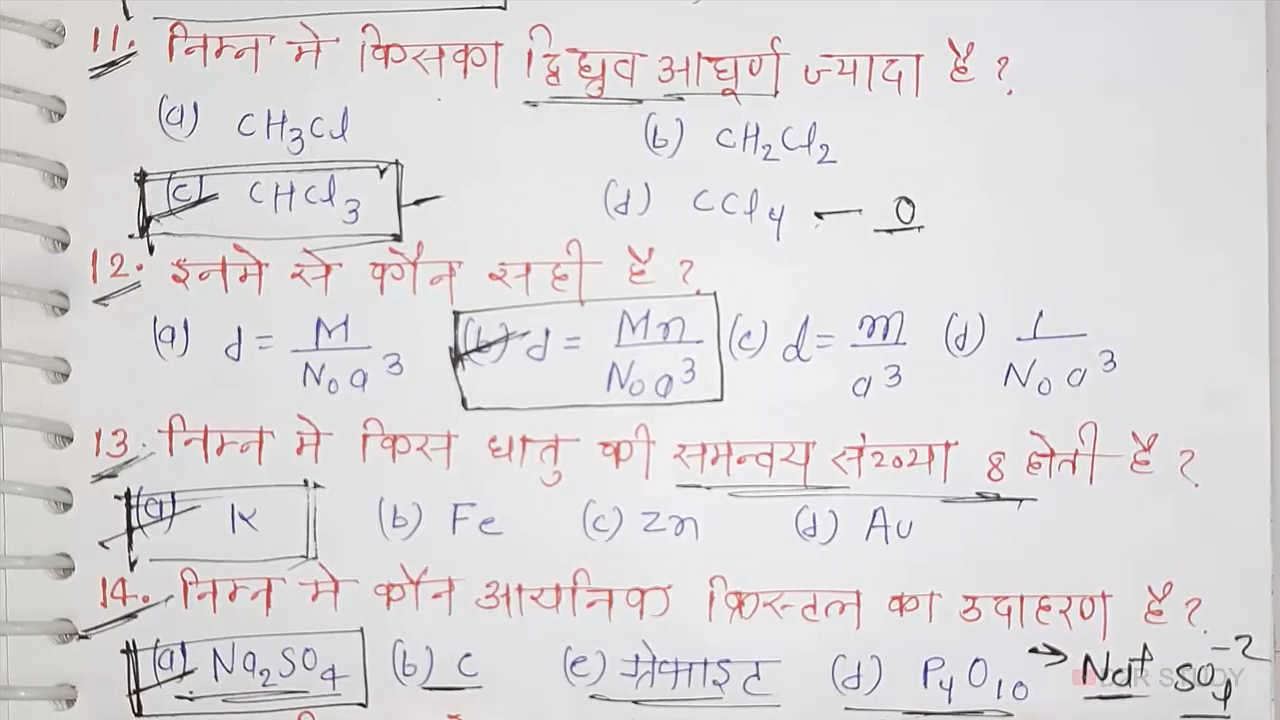 11. निम्न मे किसका द्विध्रुव आघूर्ण ज्यादा है ?
(a) CH₃Cl (b) CH₂Cl₂
(c) CHCl₃ (d) CCl₄ — 0
12. इनमे से कौन सही है ?
(a) d = M / N₀a³ (b) d = Mn / N₀a³ (c) d = m / a³ (d) 1 / N₀a³
13. निम्न मे किस धातु की समन्वय संख्या 8 होती है ?
(a) K (b) Fe (c) Zn (d) Au
14. निम्न मे कौन आयनिक क्रिस्टल का उदाहरण है ?
(a) Na₂SO₄ (b) C (c) ग्रेफाइट (d) P₄O₁₀ → Na⁺ SO₄⁻²